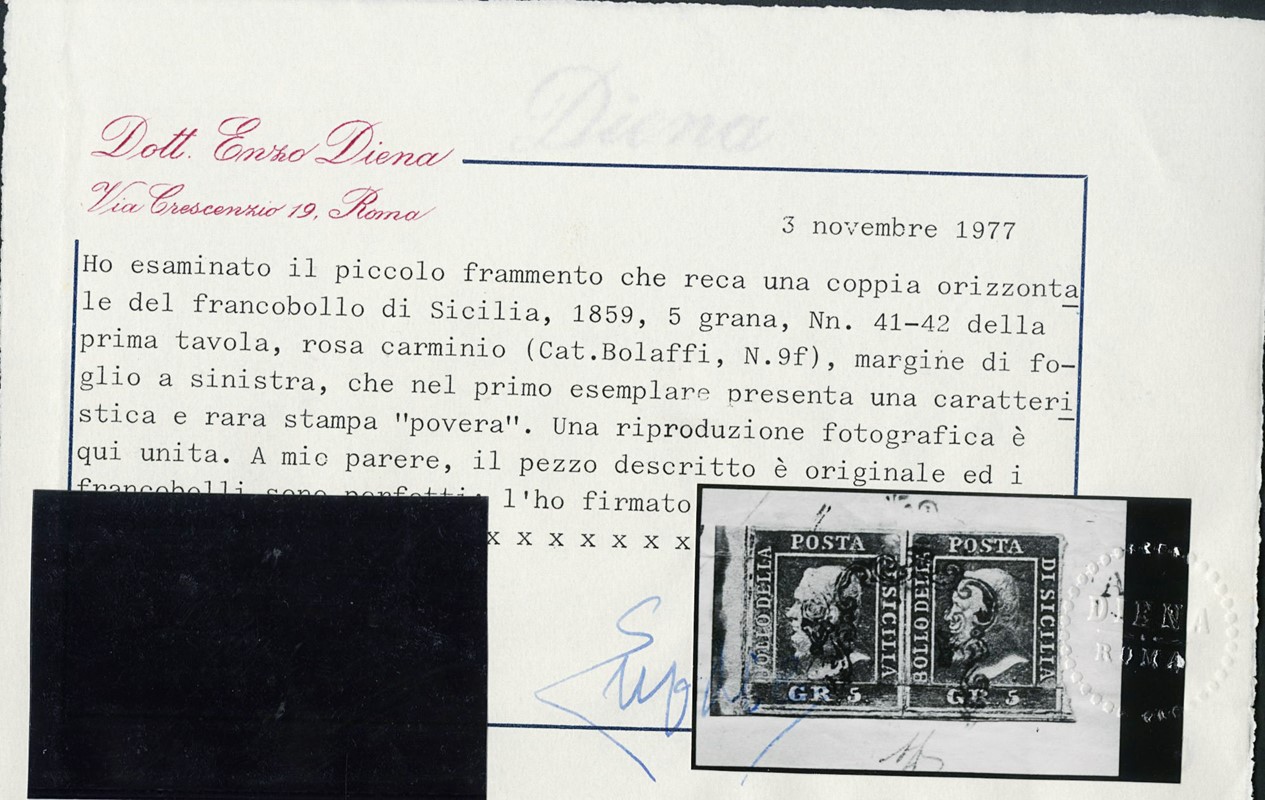 Diena
Dott. Enzo Diena
Via Crescenzio 19, Roma
3 novembre 1977
Ho esaminato il piccolo frammento che reca una coppia orizzonta
le del francobollo di Sicilia, 1859, 5 grana, Nn. 41-42 della
prima tavola, rosa carminio (Cat.Bolaffi, N.9f), margine di fo-
glio a sinistra, che nel primo esemplare presenta una caratteri
stica e rara stampa "povera". Una riproduzione fotografica è
qui unita. A mio parere, il pezzo descritto è originale ed i
francobolli sono perfetti; l'ho firmato
x x x x x x x
BOLLO DELLA POSTA DI SICILIA GR 5
BOLLO DELLA POSTA DI SICILIA GR 5
DIENA
ROMA